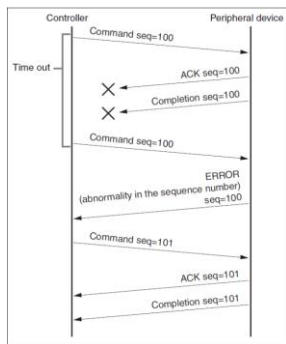 Controller Peripheral device
Command seq=100
Time out
ACK seq=100
Completion seq=100
Command seq=100
ERROR
(abnormality in the sequence number)
seq=100
Command seq=101
ACK seq=101
Completion seq=101